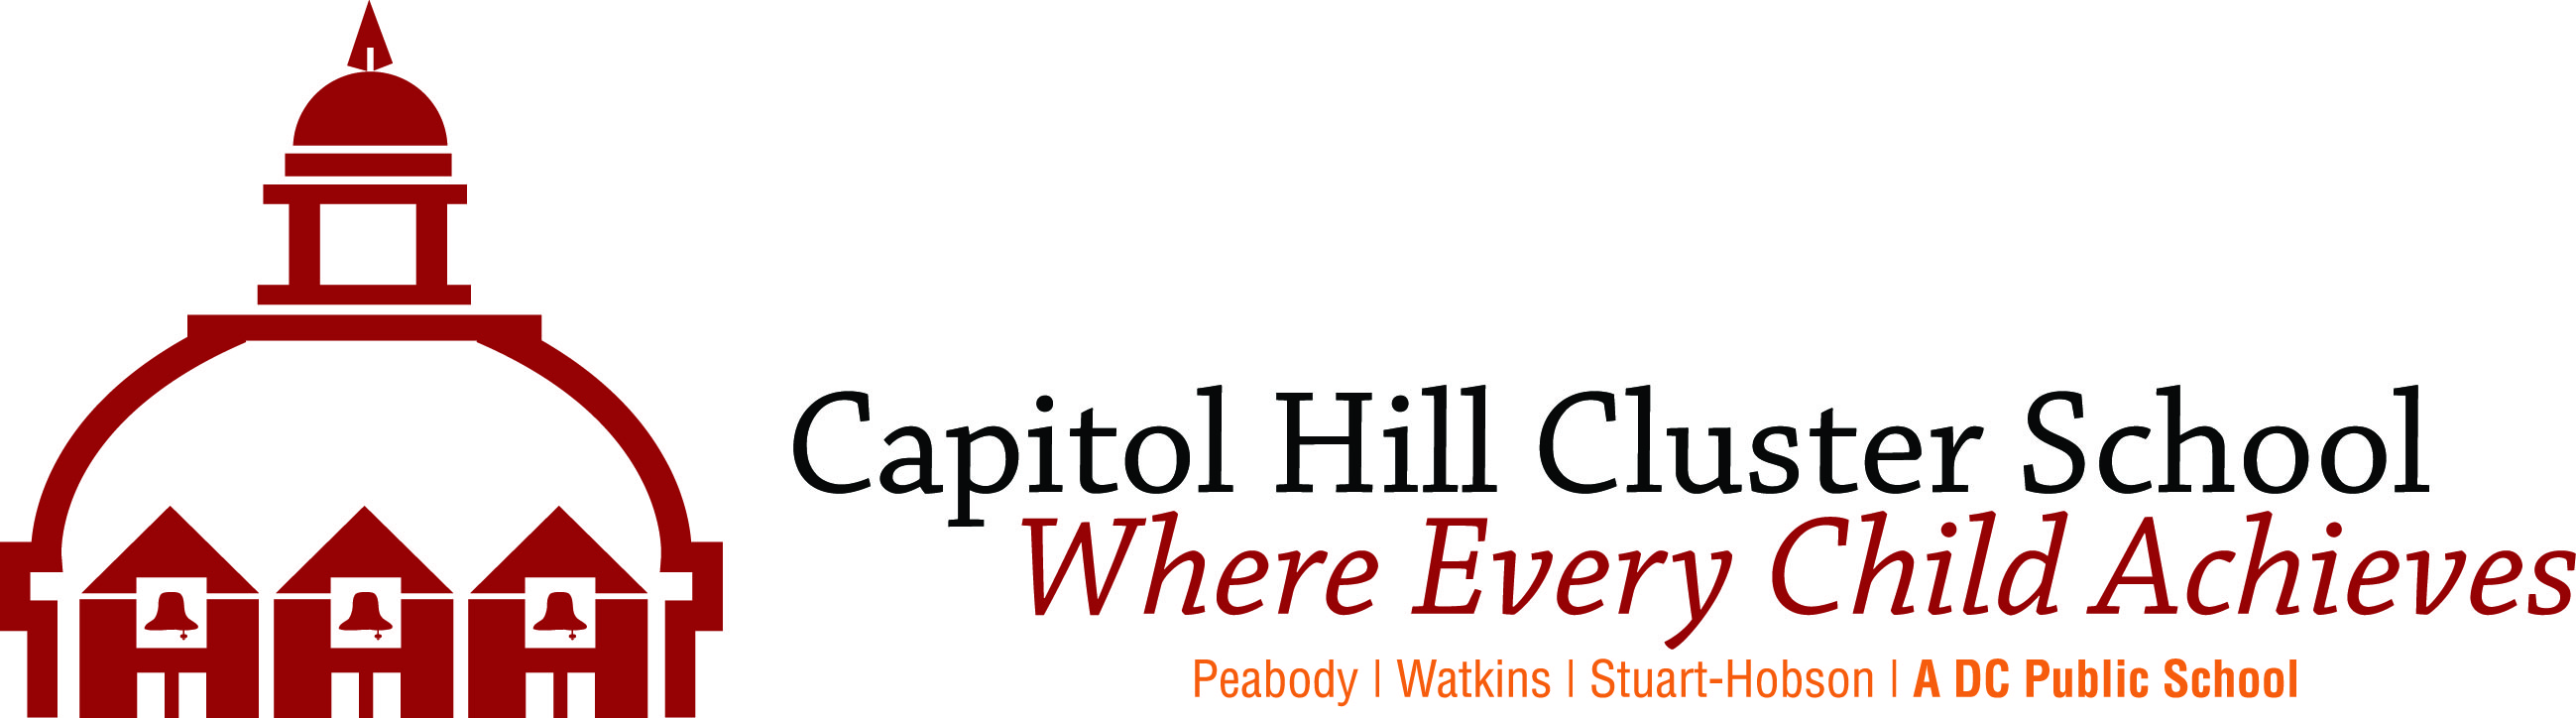 Capitol Hill Cluster School
Where Every Child Achieves
Peabody | Watkins | Stuart-Hobson | A DC Public School